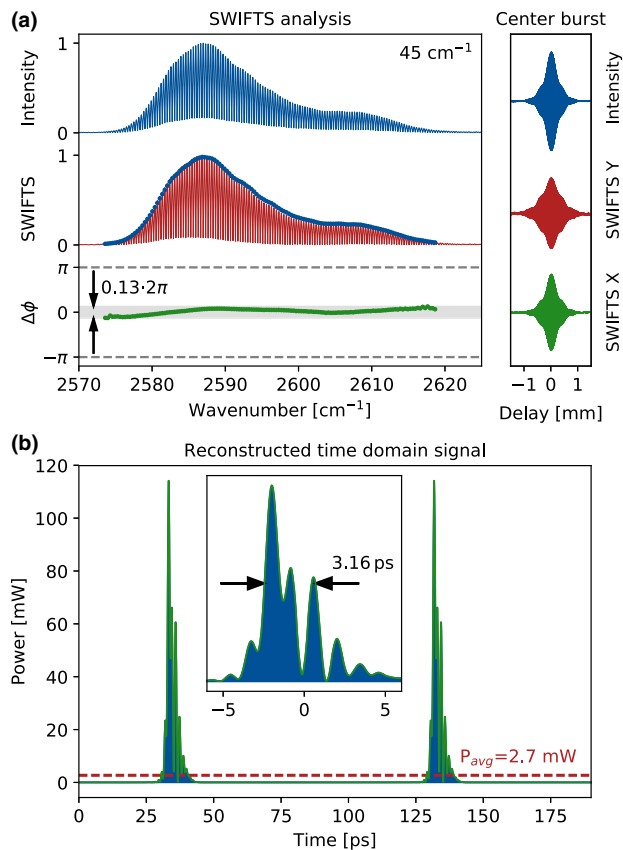 (a)
SWIFTS analysis
Center burst
45 cm⁻¹
Intensity
1
0
SWIFTS
1
0
Δϕ
π
0
−π
0.13·2π
2570 2580 2590 2600 2610 2620
Wavenumber [cm⁻¹]
Intensity
SWIFTS Y
SWIFTS X
−1 0 1
Delay [mm]
(b)
Reconstructed time domain signal
Power [mW]
120
100
80
60
40
20
0
3.16 ps
−5 0 5
P_avg=2.7 mW
0 25 50 75 100 125 150 175
Time [ps]